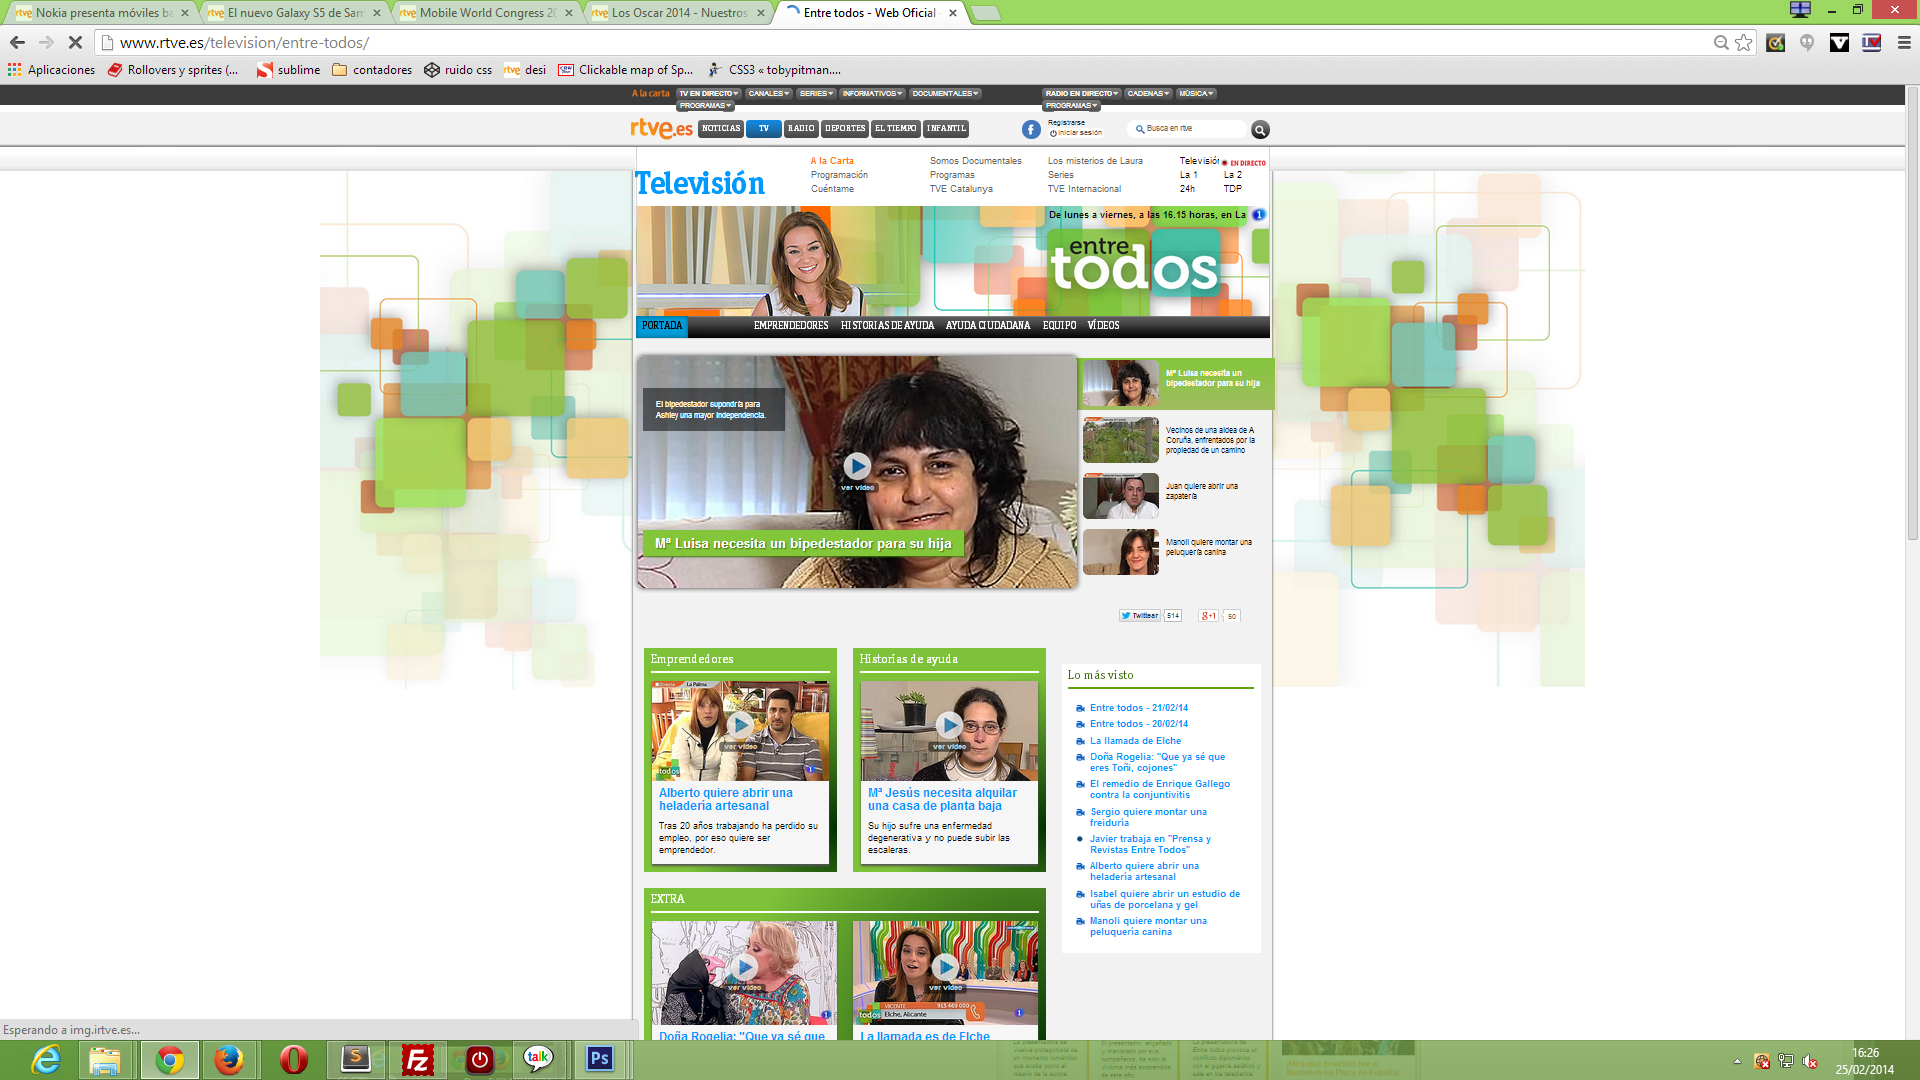 Nokia presenta móviles ba
El nuevo Galaxy S5 de Sam
Mobile World Congress 20
Los Oscar 2014 - Nuestros
Entre todos - Web Oficial
www.rtve.es/television/entre-todos/
Aplicaciones
Rollovers y sprites (...
sublime
contadores
ruido css
desi
Clickable map of Sp...
CSS3 « tobypitman....
A la carta
TV EN DIRECTO
CANALES
SERIES
INFORMATIVOS
DOCUMENTALES
PROGRAMAS
RADIO EN DIRECTO
CADENAS
MÚSICA
PROGRAMAS
rtve.es
NOTICIAS
TV
RADIO
DEPORTES
EL TIEMPO
INFANTIL
Registrarse
Iniciar sesión
Busca en rtve
Televisión
A la Carta
Programación
Cuéntame
Somos Documentales
Programas
TVE Catalunya
Los misterios de Laura
Series
TVE Internacional
Televisión
EN DIRECTO
La 1
La 2
24h
TDP
De lunes a viernes, a las 16.15 horas, en La 1
entre
todos
PORTADA
EMPRENDEDORES
HISTORIAS DE AYUDA
AYUDA CIUDADANA
EQUIPO
VÍDEOS
El bipedestador supondría para
Ashley una mayor independencia.
ver vídeo
Mª Luisa necesita un bipedestador para su hija
Mª Luisa necesita un
bipedestador para su hija
Vecinos de una aldea de A
Coruña, enfrentados por la
propiedad de un camino
Juan quiere abrir una
zapatería
Manoli quiere montar una
peluquería canina
Twittear
514
g+1
50
Emprendedores
La Palma
ver vídeo
todos
Alberto quiere abrir una
heladería artesanal
Tras 20 años trabajando ha perdido su
empleo, por eso quiere ser
emprendedor.
Historias de ayuda
ver vídeo
Mª Jesús necesita alquilar
una casa de planta baja
Su hijo sufre una enfermedad
degenerativa y no puede subir las
escaleras.
Lo más visto
Entre todos - 21/02/14
Entre todos - 20/02/14
La llamada de Elche
Doña Rogelia: "Que ya sé que
eres Toñi, cojones"
El remedio de Enrique Gallego
contra la conjuntivitis
Sergio quiere montar una
freiduría
Javier trabaja en "Prensa y
Revistas Entre Todos"
Alberto quiere abrir una
heladería artesanal
Isabel quiere abrir un estudio de
uñas de porcelana y gel
Manoli quiere montar una
peluquería canina
EXTRA
ver vídeo
Doña Rogelia: "Que ya sé que
ver vídeo
VICENTE
913 469 000
todos
Elche, Alicante
La llamada es de Elche
Esperando a img.irtve.es...
S
FZ
talk
Ps
16:26
25/02/2014